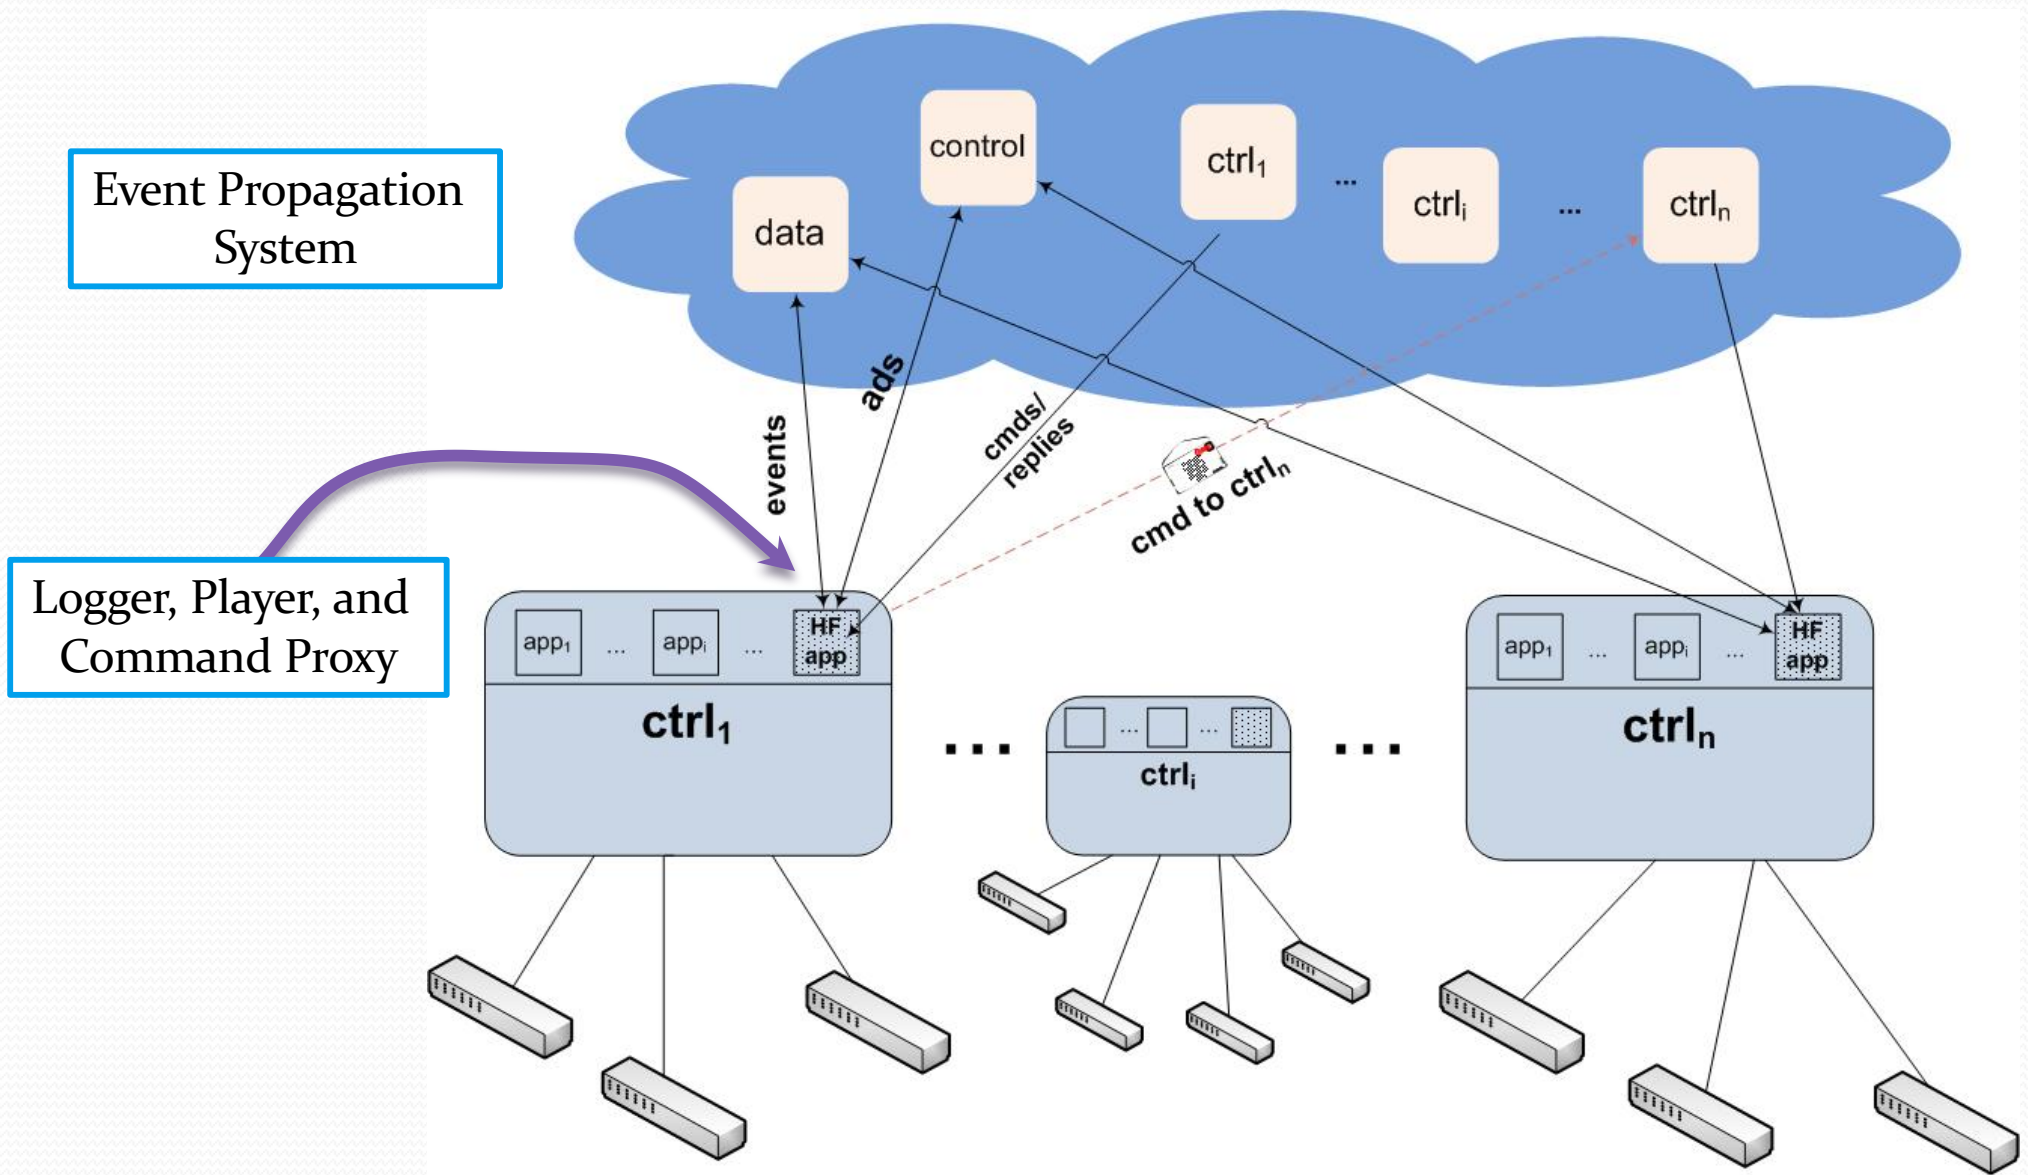 control
ctrl₁
...
ctrlᵢ
...
ctrlₙ
data
Event Propagation
System
events
ads
cmds/
replies
cmd to ctrlₙ
Logger, Player, and
Command Proxy
app₁ ... appᵢ ... HF
app
ctrl₁
...
... ...
ctrlᵢ
...
app₁ ... appᵢ ... HF
app
ctrlₙ